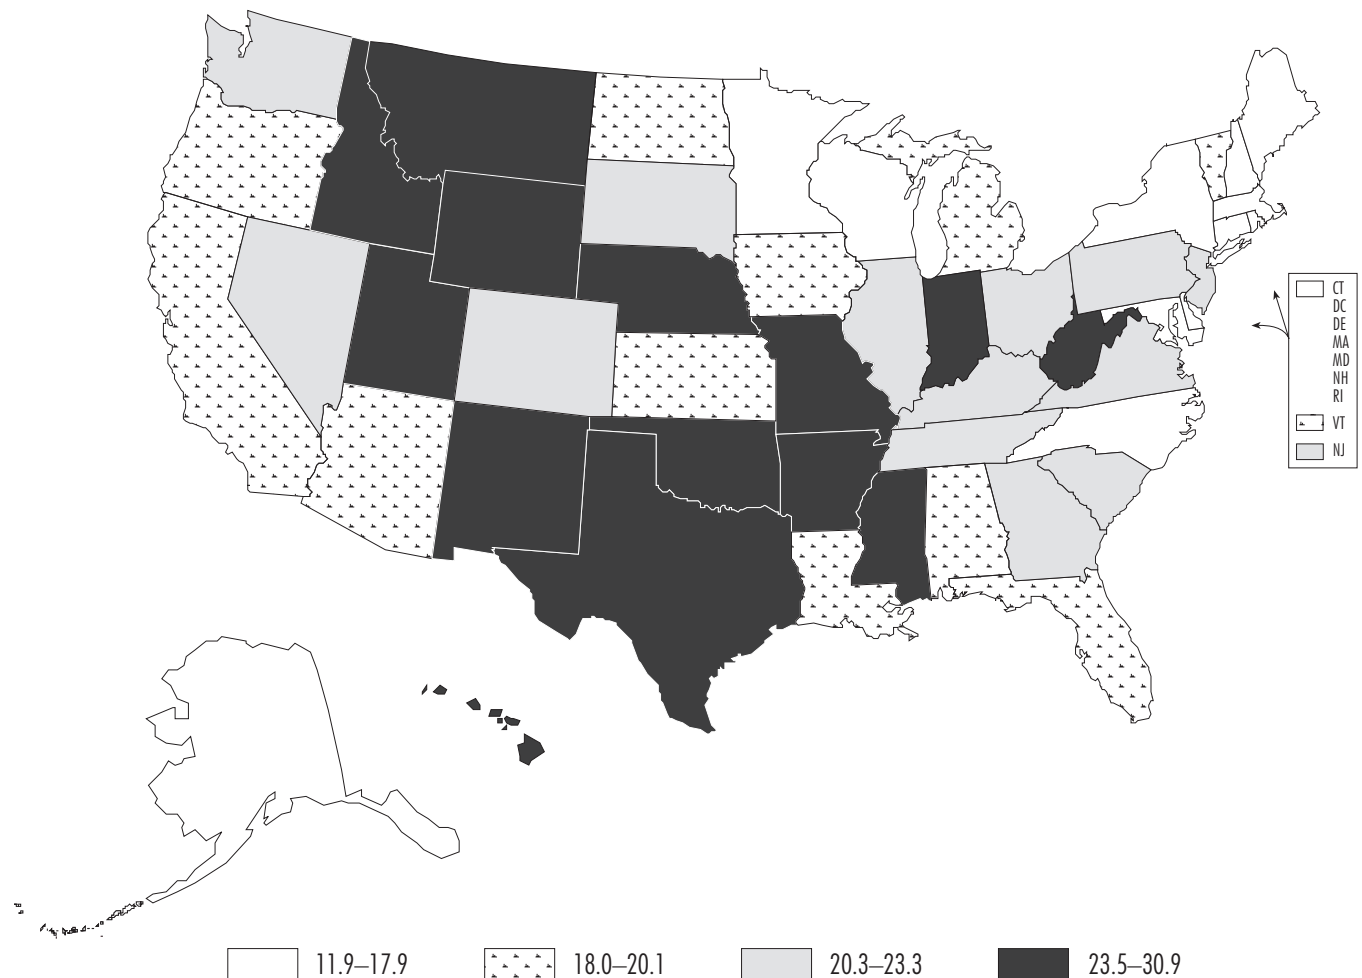 CT
DC
DE
MA
MD
NH
RI
VT
NJ
11.9–17.9
18.0–20.1
20.3–23.3
23.5–30.9